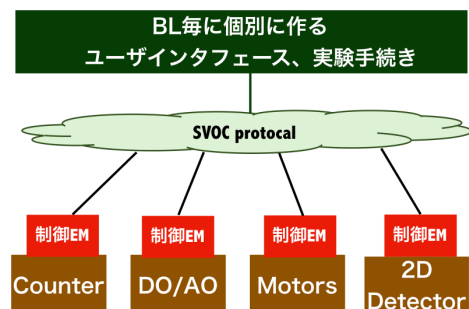 BL毎に個別に作る
ユーザインタフェース、実験手続き
SVOC protocal
制御EM
制御EM
制御EM
制御EM
Counter
DO/AO
Motors
2D
Detector